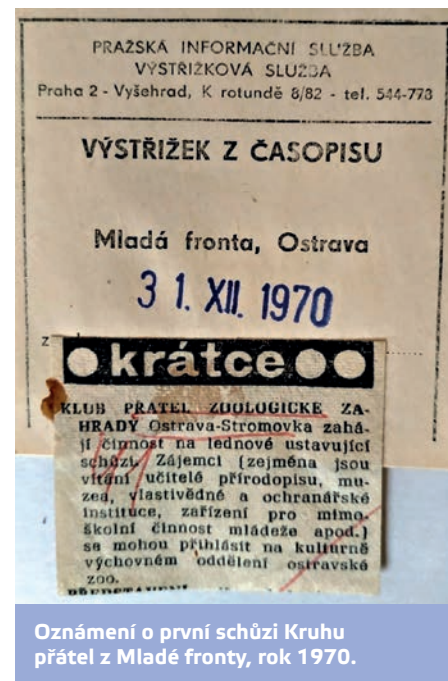 PRAŽSKÁ INFORMAČNÍ SLUŽBA
VÝSTŘIŽKOVÁ SLUŽBA
Praha 2 - Vyšehrad, K rotundě 8/82 - tel. 544-773
VÝSTŘIŽEK Z ČASOPISU
Mladá fronta, Ostrava
31. XII. 1970
z
krátce
KLUB PŘÁTEL ZOOLOGICKÉ ZA-
HRADY Ostrava-Stromovka zahá-
jí činnost na lednové ustavující
schůzi. Zájemci (zejména jsou
vítáni učitelé přírodopisu, mu-
zea, vlastivědné a ochranářské
instituce, zařízení pro mimo-
školní činnost mládeže apod.)
se mohou přihlásit na kulturně
výchovném oddělení ostravské
zoo.
Oznámení o první schůzi Kruhu
přátel z Mladé fronty, rok 1970.